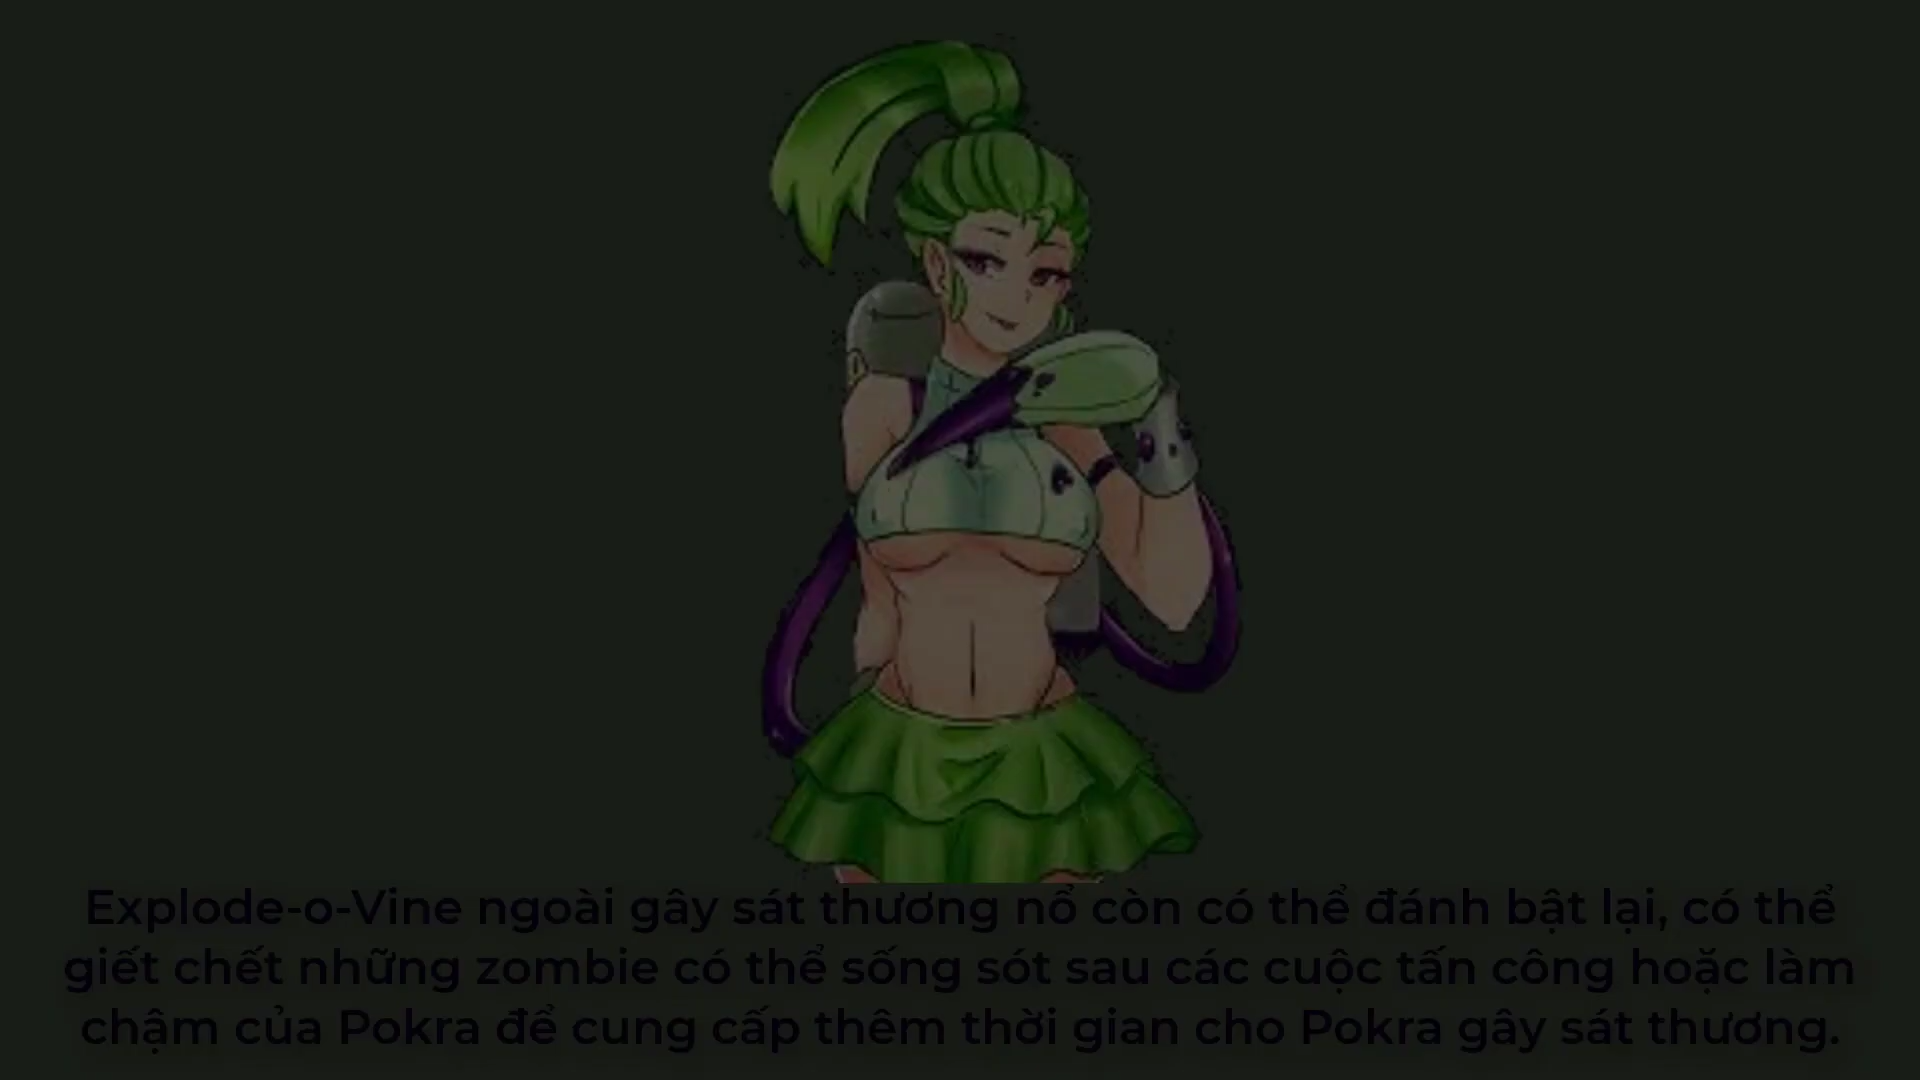 Explode-o-Vine ngoài gây sát thương nổ còn có thể đánh bật lại, có thể
giết chết những zombie có thể sống sót sau các cuộc tấn công hoặc làm
chậm của Pokra để cung cấp thêm thời gian cho Pokra gây sát thương.